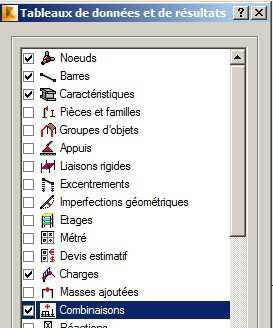 Tableaux de données et de résultats
Noeuds
Barres
Caractéristiques
Pièces et familles
Groupes d'objets
Appuis
Liaisons rigides
Excentrements
Imperfections géométriques
Etages
Métré
Devis estimatif
Charges
Masses ajoutées
Combinaisons
Réactions